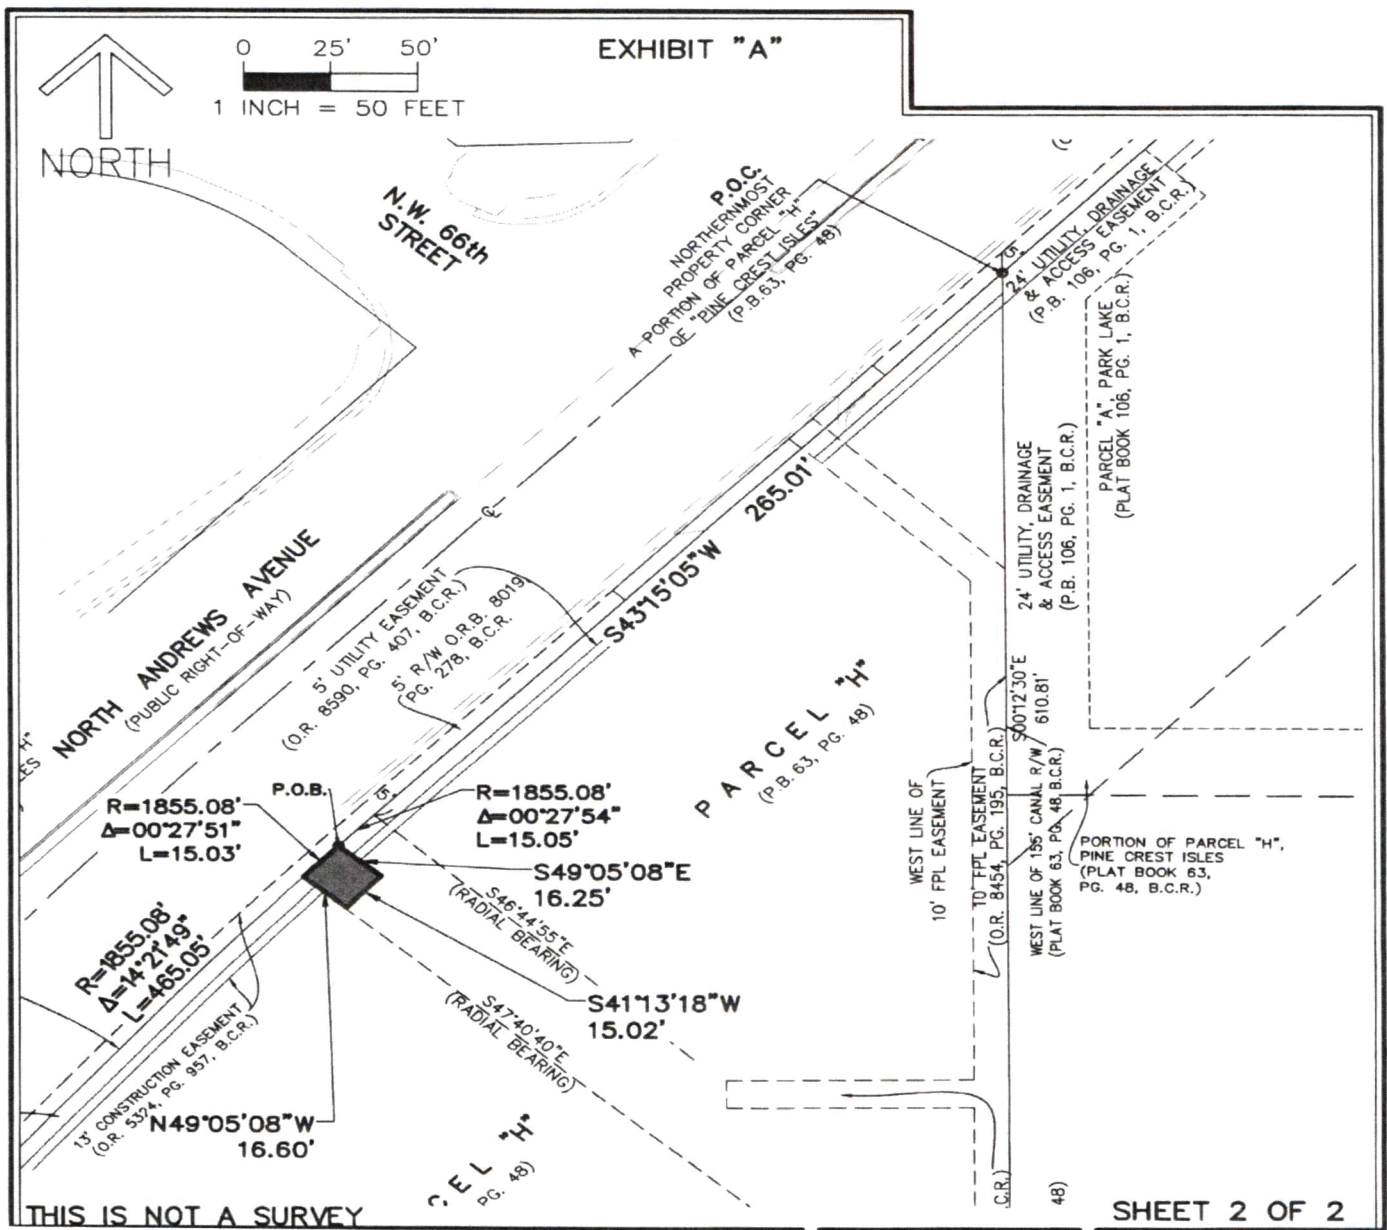 EXHIBIT "A"
0 25' 50'
1 INCH = 50 FEET
NORTH
N.W. 66th
STREET
P.O.C.
NORTHERNMOST
PROPERTY CORNER
A PORTION OF PARCEL "H"
OF "PINE CREST ISLES"
(P.B.63, PG. 48)
5'
24' UTILITY, DRAINAGE
& ACCESS EASEMENT
(P.B. 106, PG. 1, B.C.R.)
PARCEL "A", PARK LAKE
(PLAT BOOK 106, PG. 1, B.C.R.)
24' UTILITY, DRAINAGE
& ACCESS EASEMENT
(P.B. 106, PG. 1, B.C.R.)
S43°15'05"W 265.01'
NORTH ANDREWS AVENUE
(PUBLIC RIGHT-OF-WAY)
5' UTILITY EASEMENT
(O.R. 8590, PG. 407, B.C.R.)
5' R/W O.R.B. 8019,
PG. 278, B.C.R.
PARCEL "H"
(P.B. 63, PG. 48)
S00°12'30"E
610.81'
WEST LINE OF
10' FPL EASEMENT
10' FPL EASEMENT
(O.R. 8454, PG. 195, B.C.R.)
WEST LINE OF 155' CANAL R/W
(PLAT BOOK 63, PG. 48, B.C.R.)
PORTION OF PARCEL "H",
PINE CREST ISLES
(PLAT BOOK 63,
PG. 48, B.C.R.)
P.O.B.
5'
R=1855.08'
Δ=00°27'51"
L=15.03'
R=1855.08'
Δ=00°27'54"
L=15.05'
S49°05'08"E
16.25'
S46°44'55"E
(RADIAL BEARING)
S41°13'18"W
15.02'
S47°40'40"E
(RADIAL BEARING)
R=1855.08'
Δ=14°21'49"
L=465.05'
13' CONSTRUCTION EASEMENT
(O.R. 5324, PG. 957, B.C.R.)
N49°05'08"W
16.60'
CEL "H"
PG. 48)
C.R.)
48)
THIS IS NOT A SURVEY
SHEET 2 OF 2